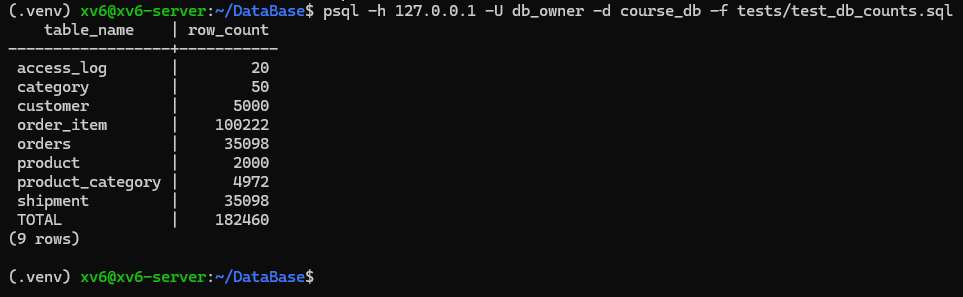 (.venv) xv6@xv6-server:~/DataBase$ psql -h 127.0.0.1 -U db_owner -d course_db -f tests/test_db_counts.sql
    table_name    | row_count
------------------+-----------
 access_log       |        20
 category         |        50
 customer         |      5000
 order_item       |    100222
 orders           |     35098
 product          |      2000
 product_category |      4972
 shipment         |     35098
 TOTAL            |    182460
(9 rows)

(.venv) xv6@xv6-server:~/DataBase$